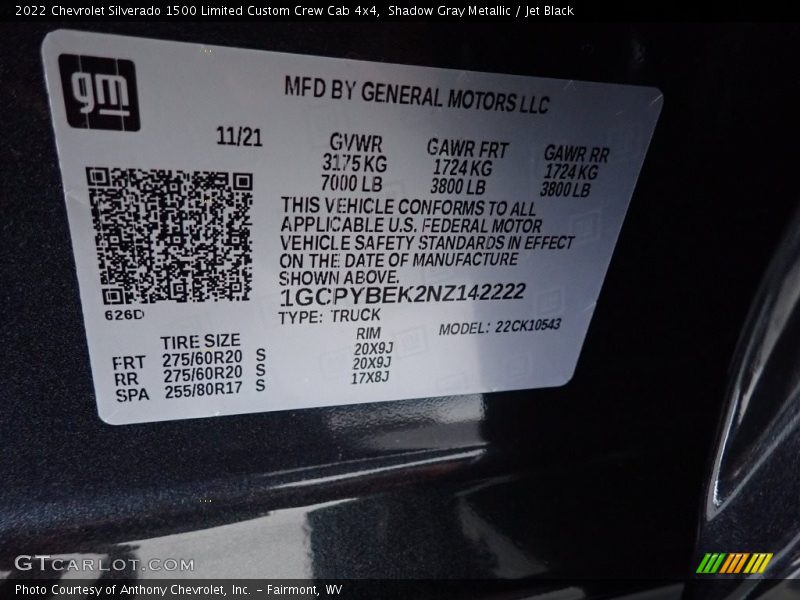 2022 Chevrolet Silverado 1500 Limited Custom Crew Cab 4x4, Shadow Gray Metallic / Jet Black
gm
MFD BY GENERAL MOTORS LLC
11/21 GVWR GAWR FRT GAWR RR
3175 KG 1724 KG 1724 KG
7000 LB 3800 LB 3800 LB
THIS VEHICLE CONFORMS TO ALL
APPLICABLE U.S. FEDERAL MOTOR
VEHICLE SAFETY STANDARDS IN EFFECT
ON THE DATE OF MANUFACTURE
SHOWN ABOVE.
1GCPYBEK2NZ142222
626D
TYPE: TRUCK
MODEL: 22CK10543
TIRE SIZE RIM
FRT 275/60R20 S 20X9J
RR 275/60R20 S 20X9J
SPA 255/80R17 S 17X8J
GTCARLOT.COM
Photo Courtesy of Anthony Chevrolet, Inc. - Fairmont, WV